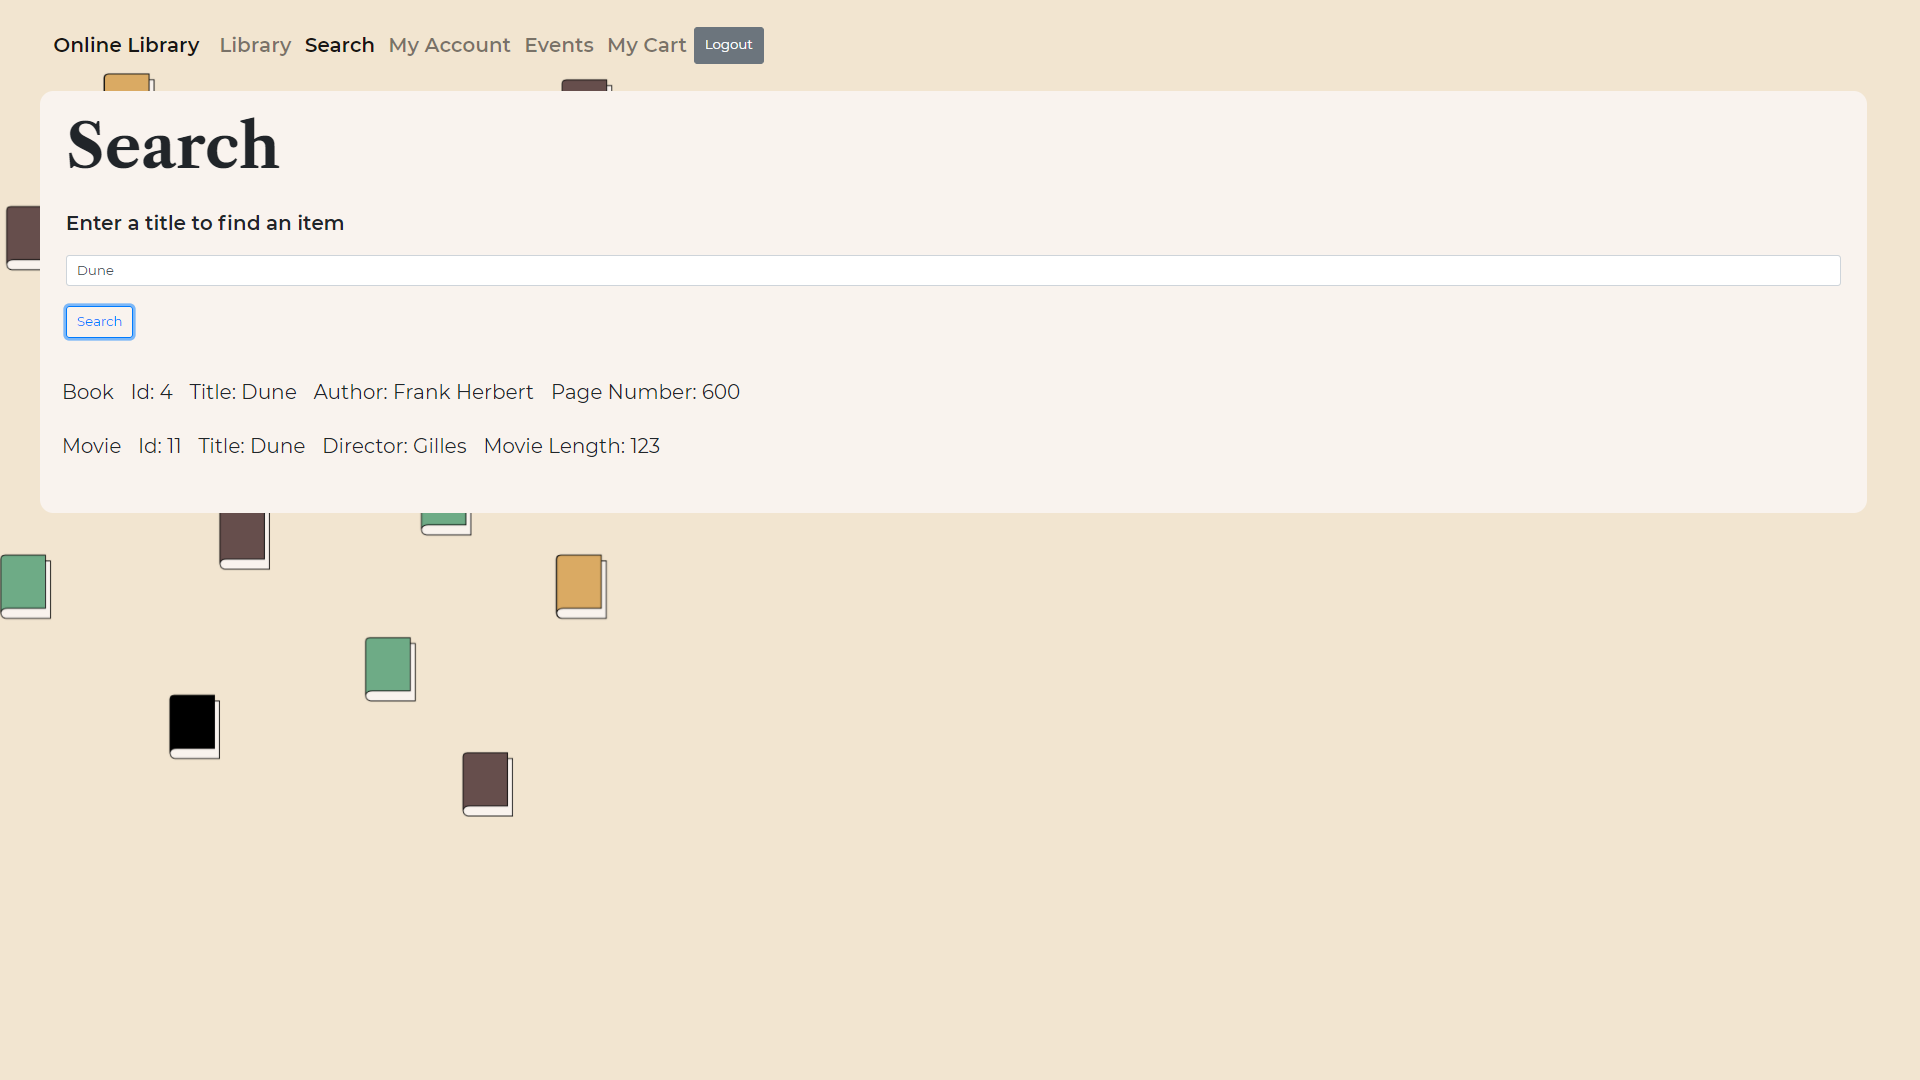 Online Library Library Search My Account Events My Cart Logout
Search
Enter a title to find an item
Dune
Search
Book Id: 4 Title: Dune Author: Frank Herbert Page Number: 600
Movie Id: 11 Title: Dune Director: Gilles Movie Length: 123